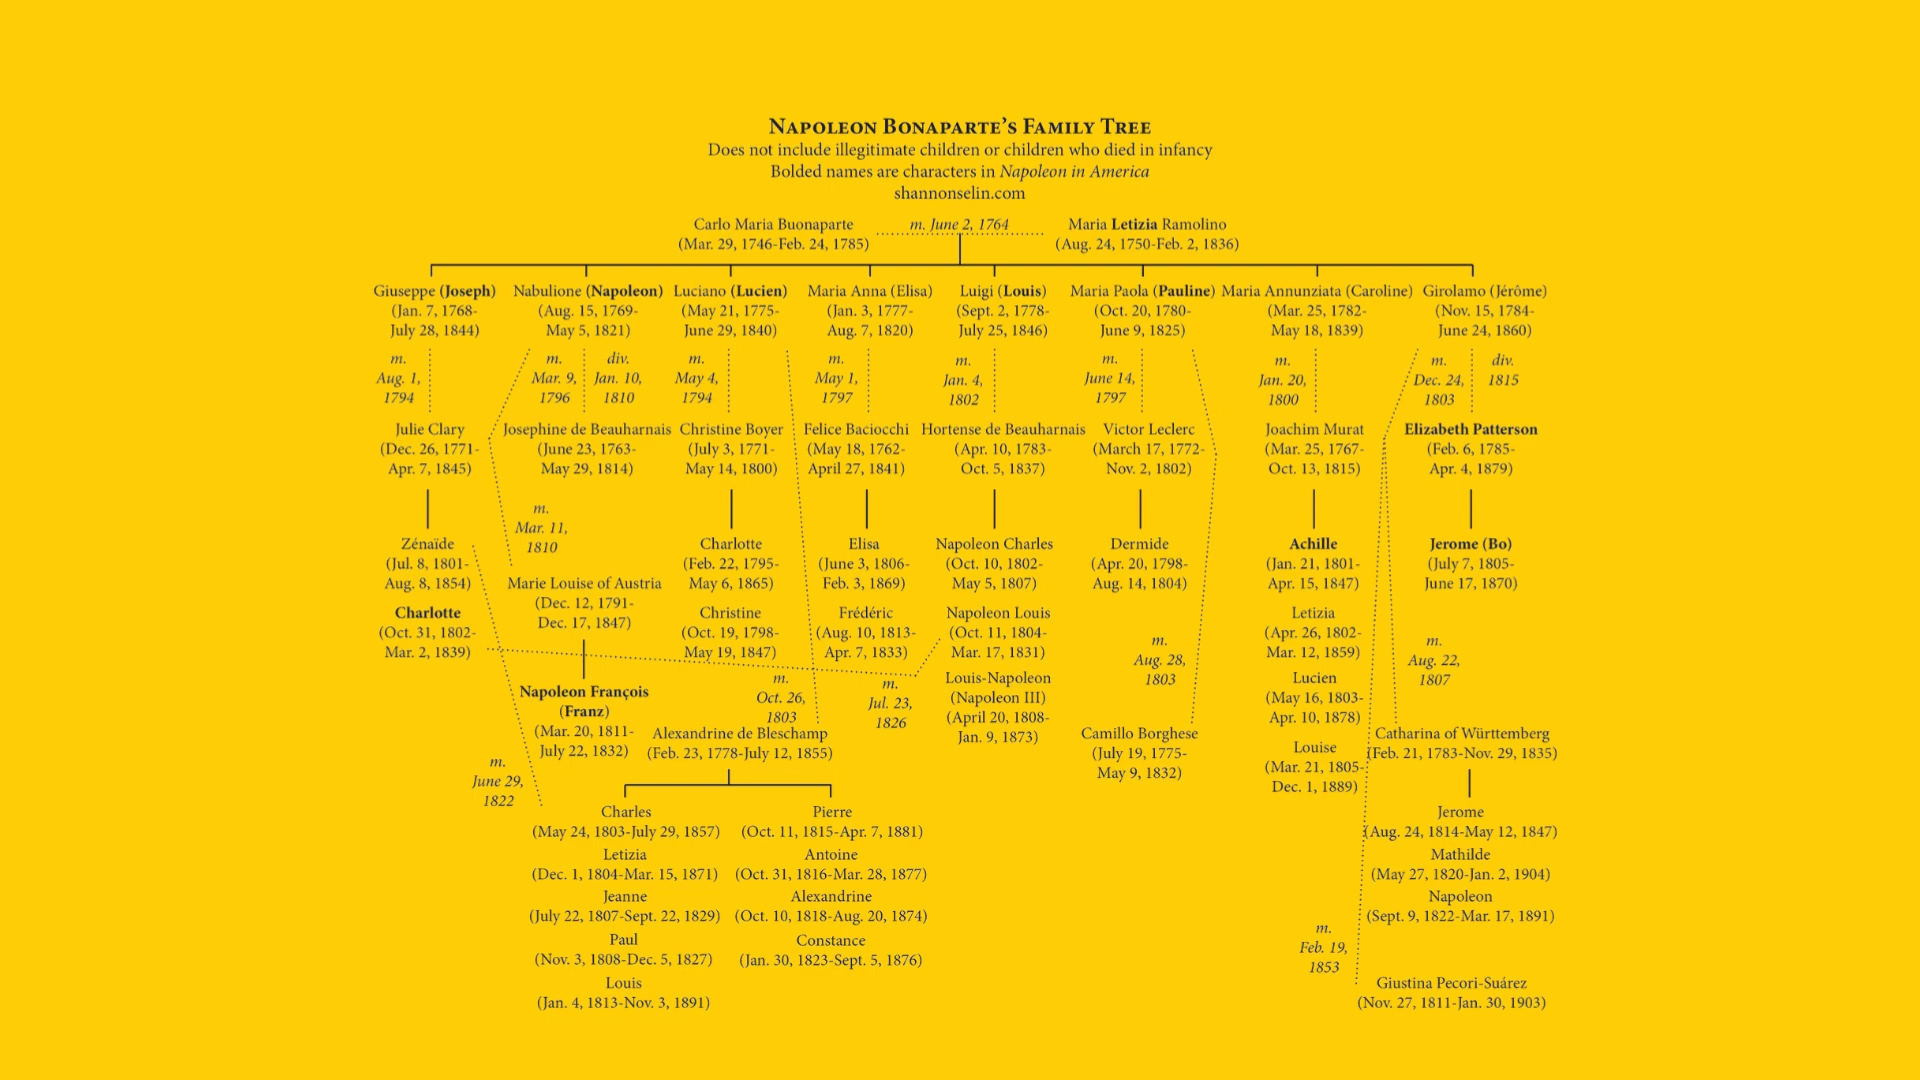 Napoleon Bonaparte's Family Tree
Does not include illegitimate children or children who died in infancy
Bolded names are characters in Napoleon in America
shannonselin.com
Carlo Maria Buonaparte
(Mar. 29, 1746-Feb. 24, 1785)
m. June 2, 1764
Maria Letizia Ramolino
(Aug. 24, 1750-Feb. 2, 1836)
Giuseppe (Joseph)
(Jan. 7, 1768-
July 28, 1844)
Nabulione (Napoleon)
(Aug. 15, 1769-
May 5, 1821)
Luciano (Lucien)
(May 21, 1775-
June 29, 1840)
Maria Anna (Elisa)
(Jan. 3, 1777-
Aug. 7, 1820)
Luigi (Louis)
(Sept. 2, 1778-
July 25, 1846)
Maria Paola (Pauline)
(Oct. 20, 1780-
June 9, 1825)
Maria Annunziata (Caroline)
(Mar. 25, 1782-
May 18, 1839)
Girolamo (Jérôme)
(Nov. 15, 1784-
June 24, 1860)
m.
Aug. 1,
1794
m.
Mar. 9,
1796
div.
Jan. 10,
1810
m.
May 4,
1794
m.
May 1,
1797
m.
Jan. 4,
1802
m.
June 14,
1797
m.
Jan. 20,
1800
m.
Dec. 24,
1803
div.
1815
Julie Clary
(Dec. 26, 1771-
Apr. 7, 1845)
Josephine de Beauharnais
(June 23, 1763-
May 29, 1814)
Christine Boyer
(July 3, 1771-
May 14, 1800)
Felice Baciocchi
(May 18, 1762-
April 27, 1841)
Hortense de Beauharnais
(Apr. 10, 1783-
Oct. 5, 1837)
Victor Leclerc
(March 17, 1772-
Nov. 2, 1802)
Joachim Murat
(Mar. 25, 1767-
Oct. 13, 1815)
Elizabeth Patterson
(Feb. 6, 1785-
Apr. 4, 1879)
m.
Mar. 11,
1810
Zénaïde
(Jul. 8, 1801-
Aug. 8, 1854)
Charlotte
(Oct. 31, 1802-
Mar. 2, 1839)
Marie Louise of Austria
(Dec. 12, 1791-
Dec. 17, 1847)
Napoleon François
(Franz)
(Mar. 20, 1811-
July 22, 1832)
Charlotte
(Feb. 22, 1795-
May 6, 1865)
Christine
(Oct. 19, 1798-
May 19, 1847)
Elisa
(June 3, 1806-
Feb. 3, 1869)
Frédéric
(Aug. 10, 1813-
Apr. 7, 1833)
Napoleon Charles
(Oct. 10, 1802-
May 5, 1807)
Napoleon Louis
(Oct. 11, 1804-
Mar. 17, 1831)
Louis-Napoleon
(Napoleon III)
(April 20, 1808-
Jan. 9, 1873)
Dermide
(Apr. 20, 1798-
Aug. 14, 1804)
Achille
(Jan. 21, 1801-
Apr. 15, 1847)
Letizia
(Apr. 26, 1802-
Mar. 12, 1859)
Lucien
(May 16, 1803-
Apr. 10, 1878)
Louise
(Mar. 21, 1805-
Dec. 1, 1889)
Jerome (Bo)
(July 7, 1805-
June 17, 1870)
m.
Oct. 26,
1803
m.
Jul. 23,
1826
m.
Aug. 28,
1803
m.
Aug. 22,
1807
m.
June 29,
1822
Alexandrine de Bleschamp
(Feb. 23, 1778-July 12, 1855)
Camillo Borghese
(July 19, 1775-
May 9, 1832)
Catharina of Württemberg
(Feb. 21, 1783-Nov. 29, 1835)
Charles
(May 24, 1803-July 29, 1857)
Letizia
(Dec. 1, 1804-Mar. 15, 1871)
Jeanne
(July 22, 1807-Sept. 22, 1829)
Paul
(Nov. 3, 1808-Dec. 5, 1827)
Louis
(Jan. 4, 1813-Nov. 3, 1891)
Pierre
(Oct. 11, 1815-Apr. 7, 1881)
Antoine
(Oct. 31, 1816-Mar. 28, 1877)
Alexandrine
(Oct. 10, 1818-Aug. 20, 1874)
Constance
(Jan. 30, 1823-Sept. 5, 1876)
Jerome
(Aug. 24, 1814-May 12, 1847)
Mathilde
(May 27, 1820-Jan. 2, 1904)
Napoleon
(Sept. 9, 1822-Mar. 17, 1891)
m.
Feb. 19,
1853
Giustina Pecori-Suárez
(Nov. 27, 1811-Jan. 30, 1903)